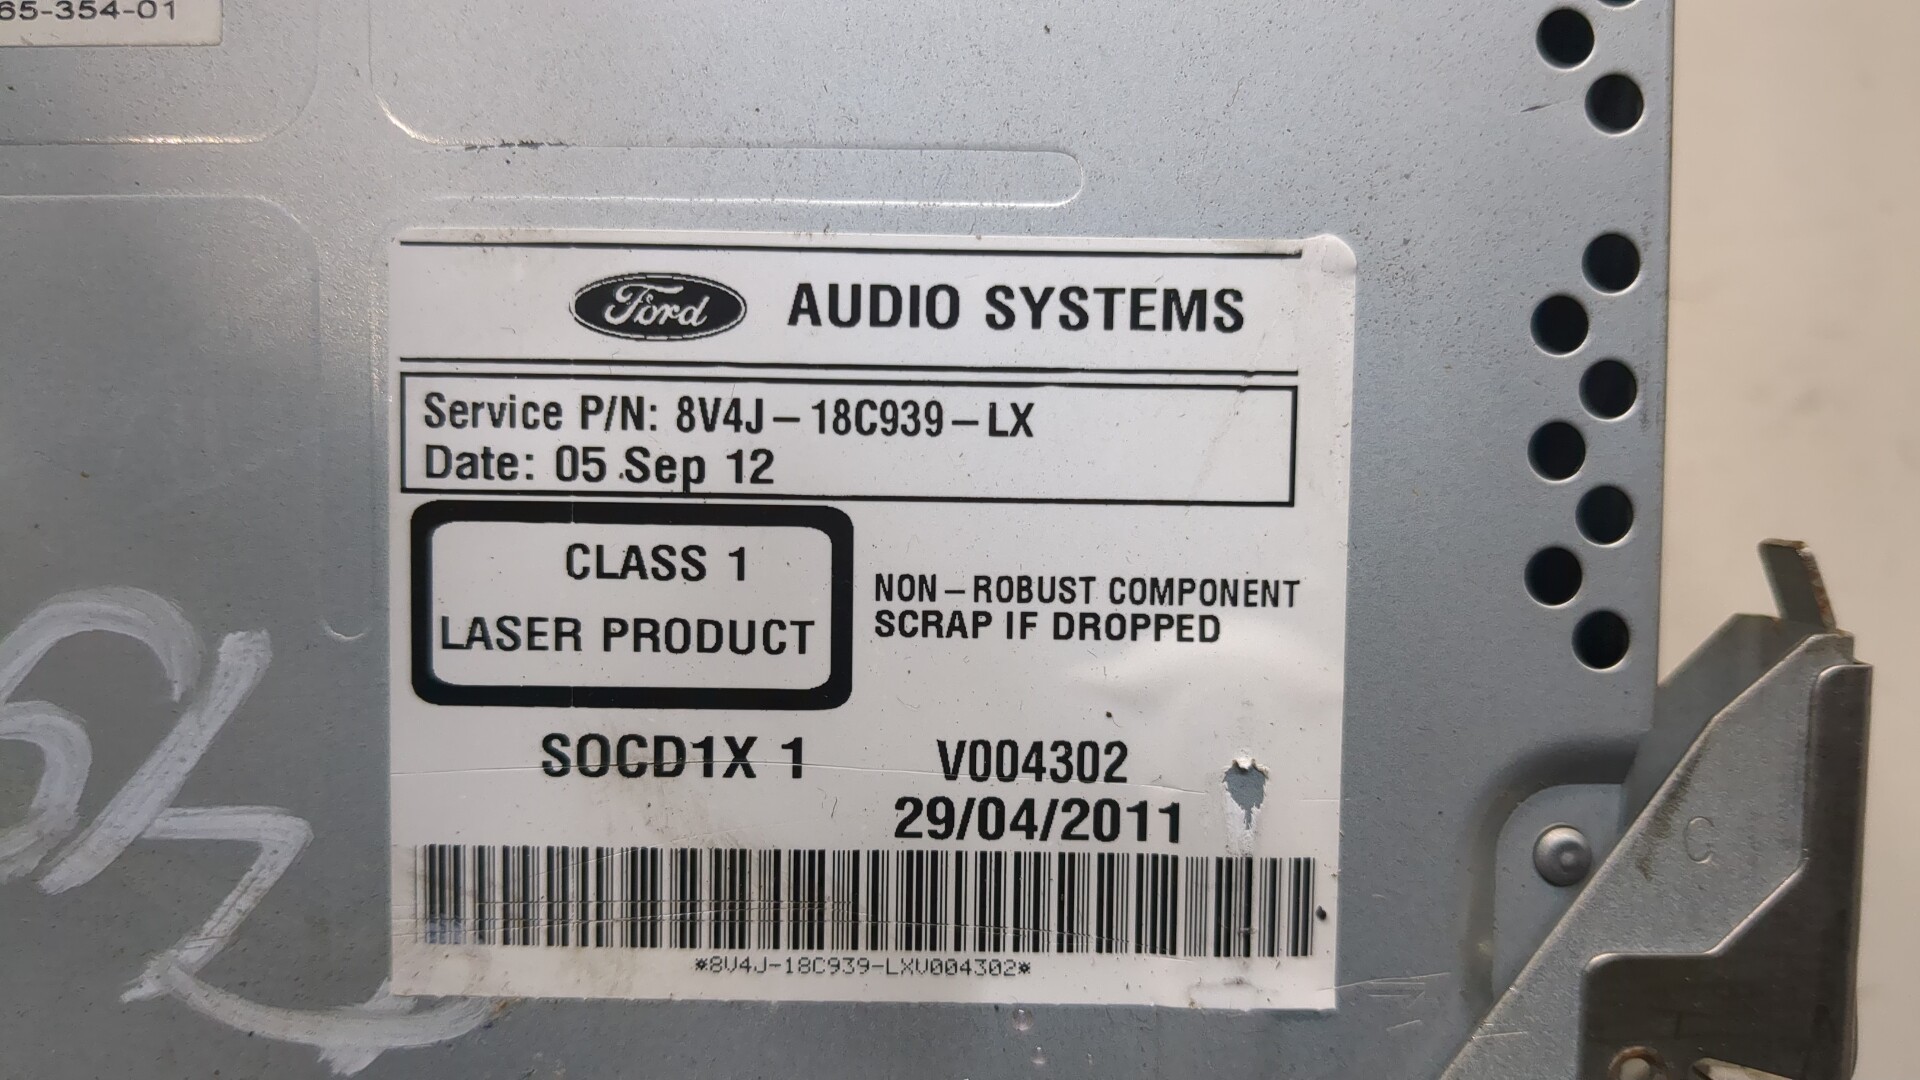 65-354-01
Ford AUDIO SYSTEMS
Service P/N: 8V4J-18C939-LX
Date: 05 Sep 12
CLASS 1
LASER PRODUCT
NON-ROBUST COMPONENT
SCRAP IF DROPPED
SOCD1X 1
V004302
29/04/2011
*8V4J-18C939-LXV004302*
C